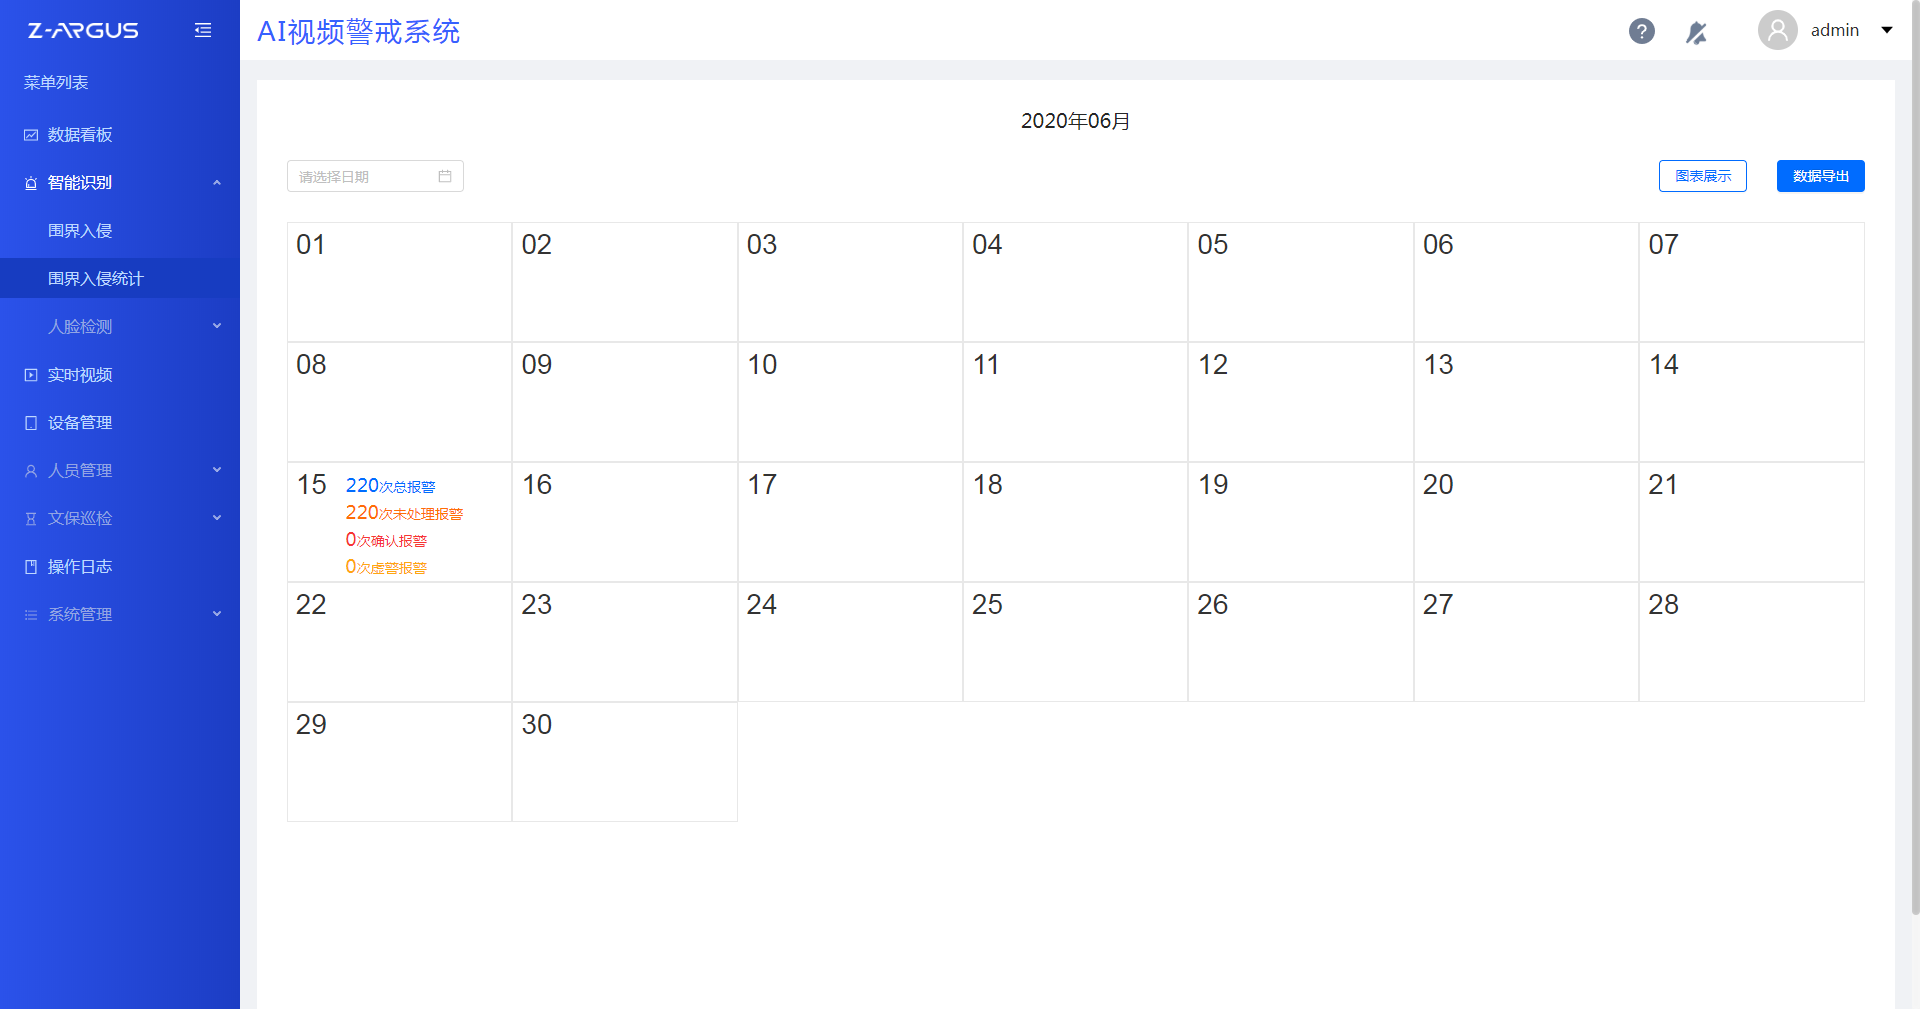 Z-ARGUS
AI视频警戒系统
?
admin
菜单列表
数据看板
智能识别
围界入侵
围界入侵统计
人脸检测
实时视频
设备管理
人员管理
文保巡检
操作日志
系统管理
2020年06月
请选择日期
图表展示
数据导出
01 02 03 04 05 06 07
08 09 10 11 12 13 14
15 16 17 18 19 20 21
220次总报警
220次未处理报警
0次确认报警
0次虚警报警
22 23 24 25 26 27 28
29 30